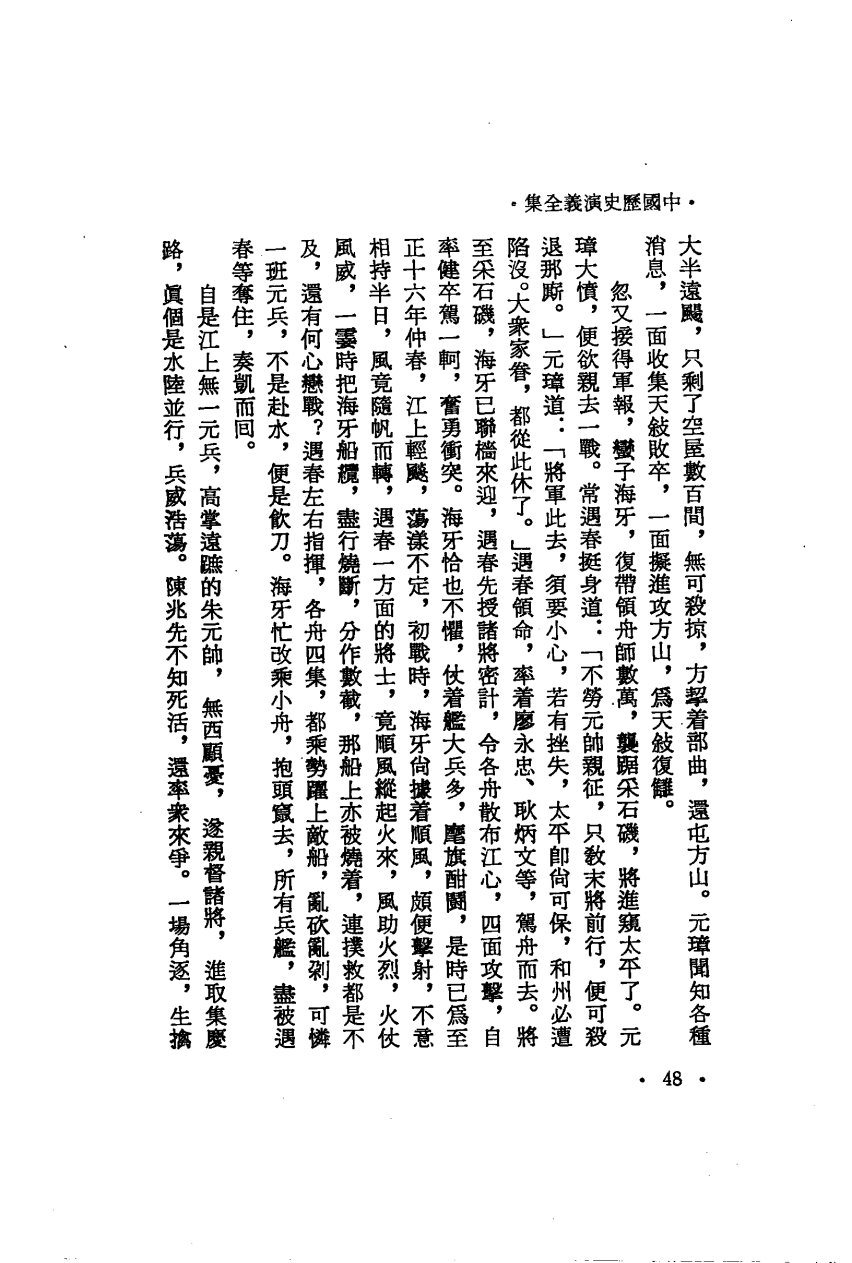 ·中國歷史演義全集·
大半遠颺，只剩了空屋數百間，無可殺掠，方挈着部曲，還屯方山。元璋聞知各種
消息，一面收集天敍敗卒，一面擬進攻方山，爲天敍復讎。
忽又接得軍報，蠻子海牙，復帶領舟師數萬，襲踞采石磯，將進窺太平了。元
璋大憤，便欲親去一戰。常遇春挺身道：「不勞元帥親征，只教末將前行，便可殺
退那廝。」元璋道：「將軍此去，須要小心，若有挫失，太平卽尙可保，和州必遭
陷沒。大衆家眷，都從此休了。」遇春領命，率着廖永忠、耿炳文等，駕舟而去。將
至采石磯，海牙已聯檣來迎，遇春先授諸將密計，令各舟散布江心，四面攻擊，自
率健卒駕一舸，奮勇衝突。海牙恰也不懼，仗着艦大兵多，麾旗酣鬭，是時已爲至
正十六年仲春，江上輕颸，蕩漾不定，初戰時，海牙尙據着順風，頗便擊射，不意
相持半日，風竟隨帆而轉，遇春一方面的將士，竟順風縱起火來，風助火烈，火仗
風威，一霎時把海牙船纜，盡行燒斷，分作數截，那船上亦被燒着，連撲救都是不
及，還有何心戀戰？遇春左右指揮，各舟四集，都乘勢躍上敵船，亂砍亂剁，可憐
一班元兵，不是赴水，便是飮刀。海牙忙改乘小舟，抱頭竄去，所有兵艦，盡被遇
春等奪住，奏凱而回。
自是江上無一元兵，高掌遠蹠的朱元帥，無西顧憂，遂親督諸將，進取集慶
路，眞個是水陸並行，兵威浩蕩。陳兆先不知死活，還率衆來爭。一場角逐，生擒
·48·